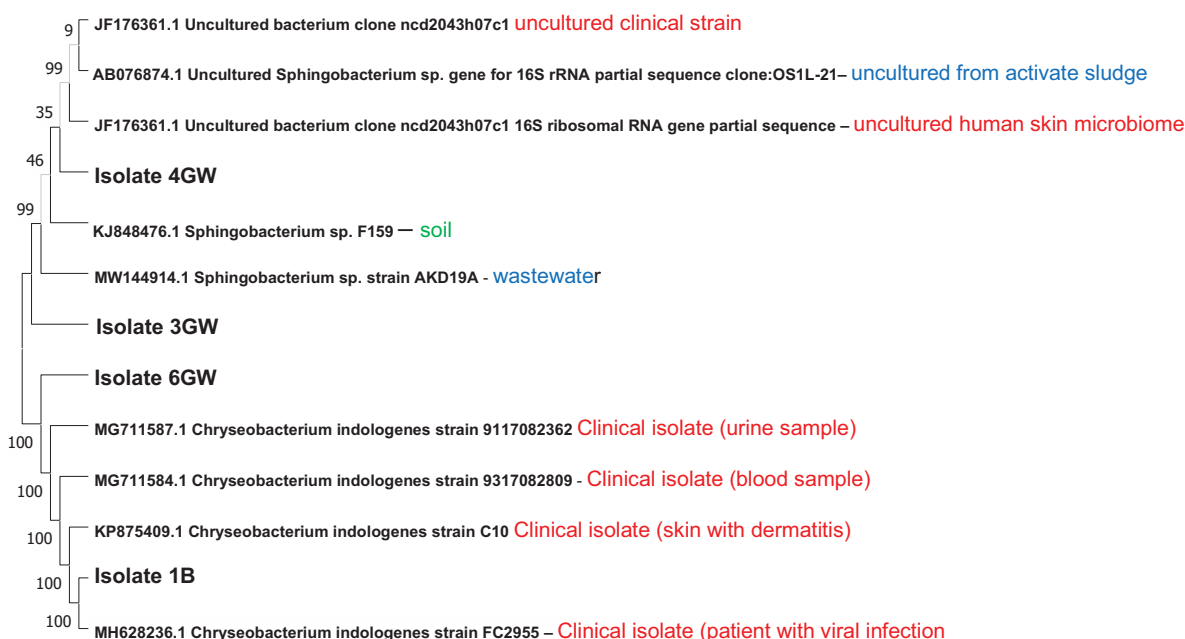 JF176361.1 Uncultured bacterium clone ncd2043h07c1 uncultured clinical strain
9
AB076874.1 Uncultured Sphingobacterium sp. gene for 16S rRNA partial sequence clone:OS1L-21– uncultured from activate sludge
99
JF176361.1 Uncultured bacterium clone ncd2043h07c1 16S ribosomal RNA gene partial sequence – uncultured human skin microbiome
35
Isolate 4GW
46
KJ848476.1 Sphingobacterium sp. F159 — soil
99
MW144914.1 Sphingobacterium sp. strain AKD19A - wastewater
Isolate 3GW
Isolate 6GW
MG711587.1 Chryseobacterium indologenes strain 9117082362 Clinical isolate (urine sample)
100
MG711584.1 Chryseobacterium indologenes strain 9317082809 - Clinical isolate (blood sample)
100
KP875409.1 Chryseobacterium indologenes strain C10 Clinical isolate (skin with dermatitis)
100
Isolate 1B
100
MH628236.1 Chryseobacterium indologenes strain FC2955 – Clinical isolate (patient with viral infection
100